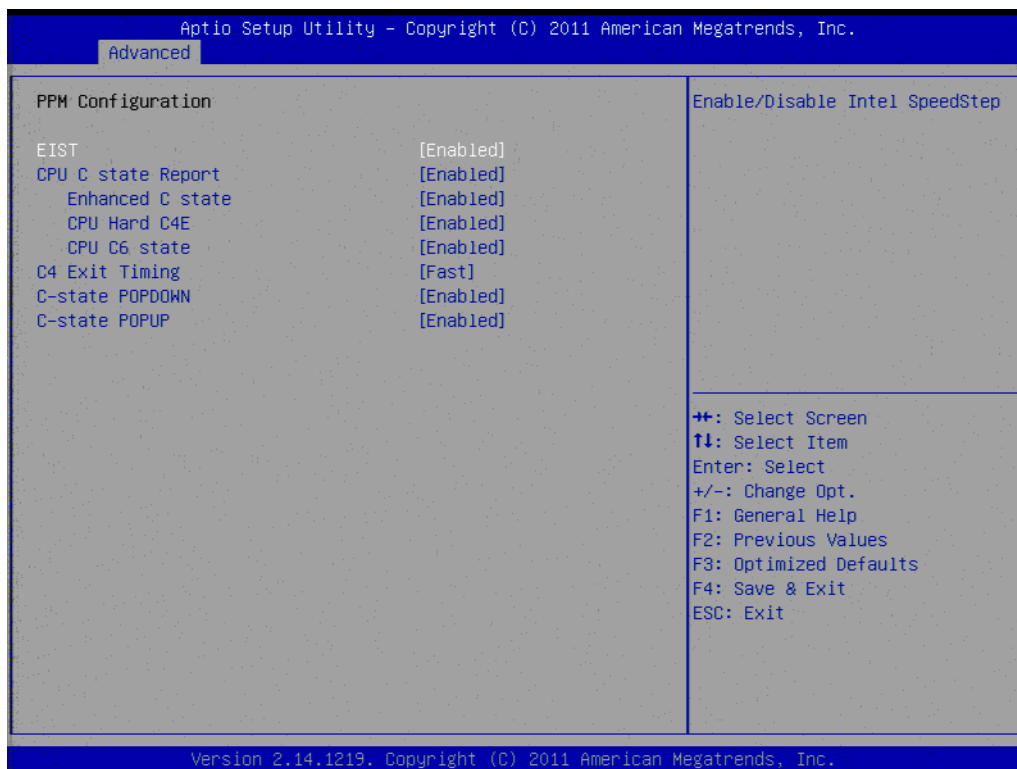 Aptio Setup Utility – Copyright (C) 2011 American Megatrends, Inc.
Advanced
PPM Configuration
EIST [Enabled]
CPU C state Report [Enabled]
Enhanced C state [Enabled]
CPU Hard C4E [Enabled]
CPU C6 state [Enabled]
C4 Exit Timing [Fast]
C-state POPDOWN [Enabled]
C-state POPUP [Enabled]
Enable/Disable Intel SpeedStep
→←: Select Screen
↑↓: Select Item
Enter: Select
+/-: Change Opt.
F1: General Help
F2: Previous Values
F3: Optimized Defaults
F4: Save & Exit
ESC: Exit
Version 2.14.1219. Copyright (C) 2011 American Megatrends, Inc.